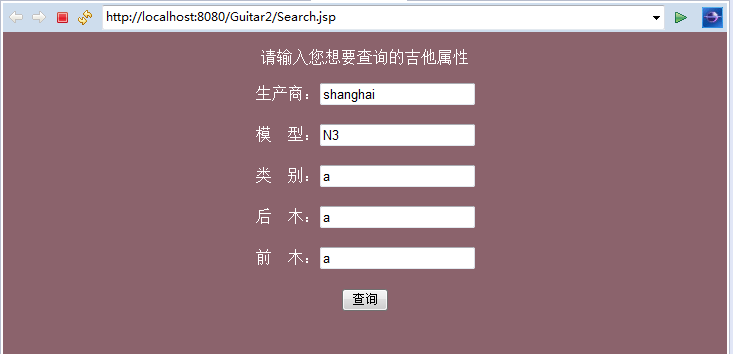 http://localhost:8080/Guitar2/Search.jsp
请输入您想要查询的吉他属性
生产商：shanghai
模 型：N3
类 别：a
后 木：a
前 木：a
查询